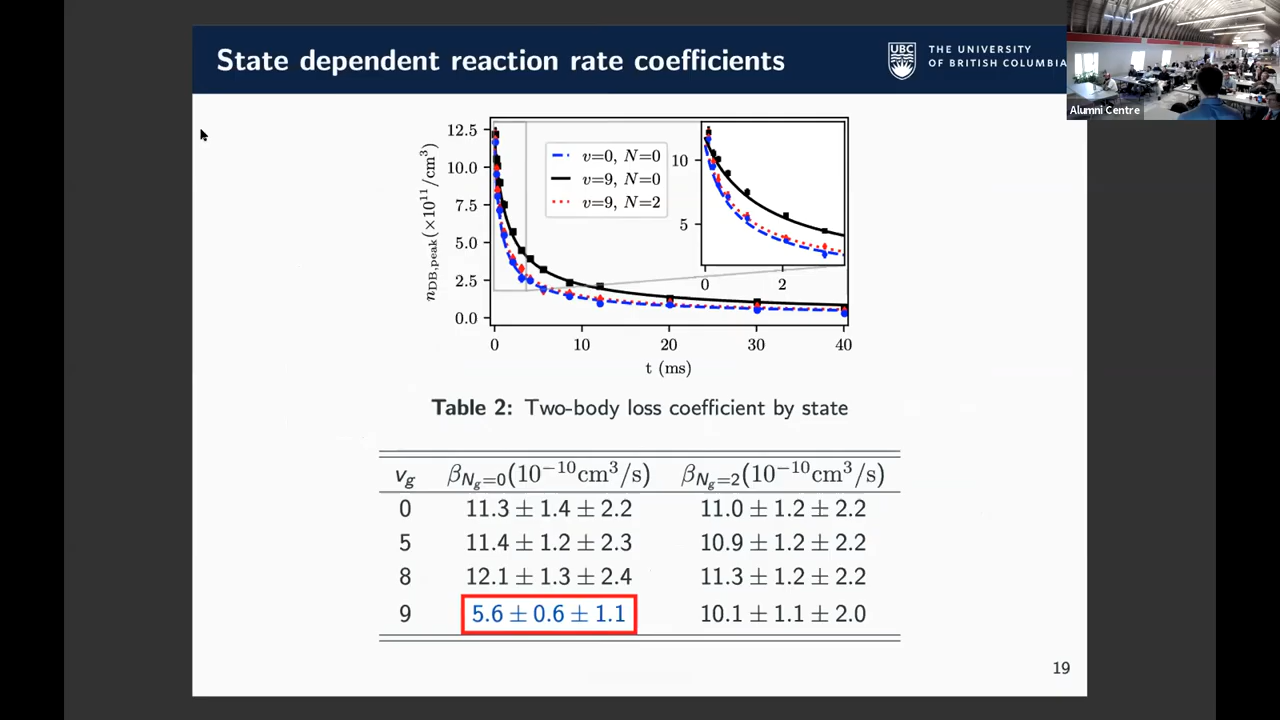 State dependent reaction rate coefficients
UBC
THE UNIVERSITY
OF BRITISH COLUMBIA
Alumni Centre
12.5
10.0
7.5
5.0
2.5
0.0
n_DB,peak(×10^11/cm^3)
v=0, N=0
v=9, N=0
v=9, N=2
10
5
0 2
0 10 20 30 40
t (ms)
Table 2: Two-body loss coefficient by state
v_g β_{N_g=0}(10^−10cm^3/s) β_{N_g=2}(10^−10cm^3/s)
0 11.3 ± 1.4 ± 2.2 11.0 ± 1.2 ± 2.2
5 11.4 ± 1.2 ± 2.3 10.9 ± 1.2 ± 2.2
8 12.1 ± 1.3 ± 2.4 11.3 ± 1.2 ± 2.2
9 5.6 ± 0.6 ± 1.1 10.1 ± 1.1 ± 2.0
19